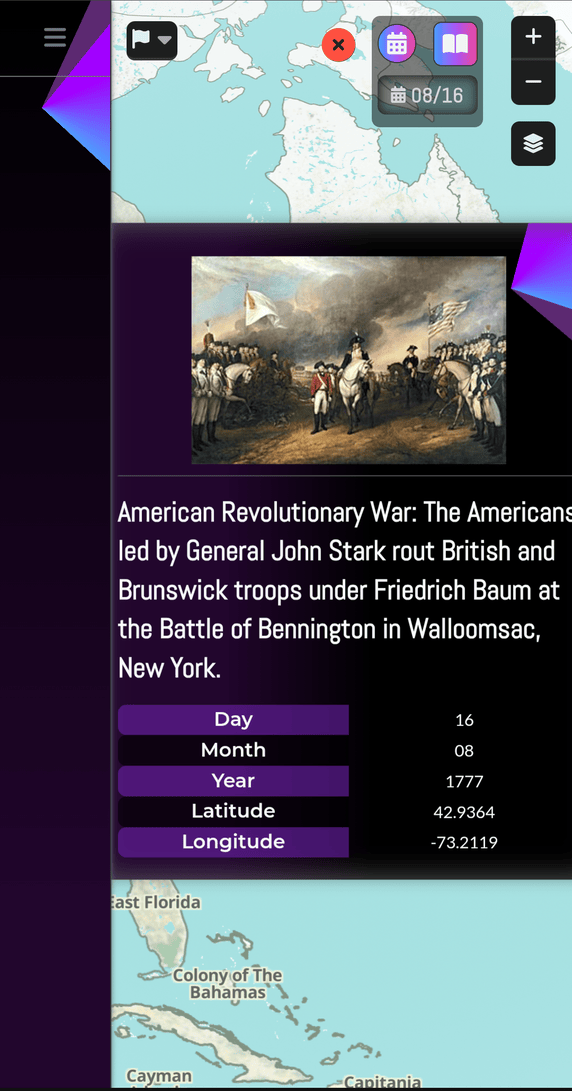 08/16
American Revolutionary War: The Americans
led by General John Stark rout British and
Brunswick troops under Friedrich Baum at
the Battle of Bennington in Walloomsac,
New York.
Day 16
Month 08
Year 1777
Latitude 42.9364
Longitude -73.2119
East Florida
Colony of The
Bahamas
Cayman
Capitania